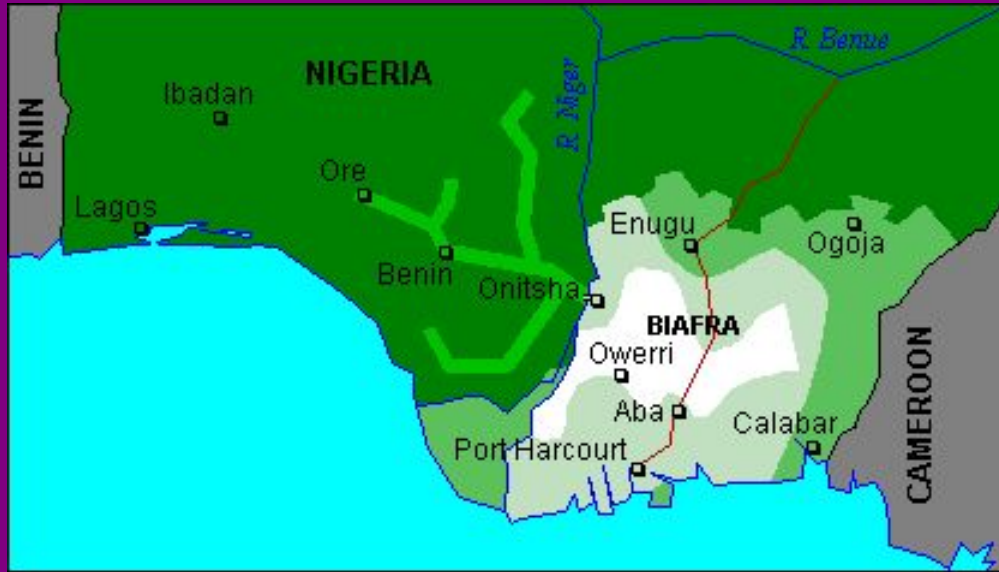 R. Benue
NIGERIA
Ibadan
BENIN
R. Niger
Ore
Lagos
Enugu
Ogoja
Benin
Onitsha
BIAFRA
Owerri
Aba
Calabar
Port Harcourt
CAMEROON